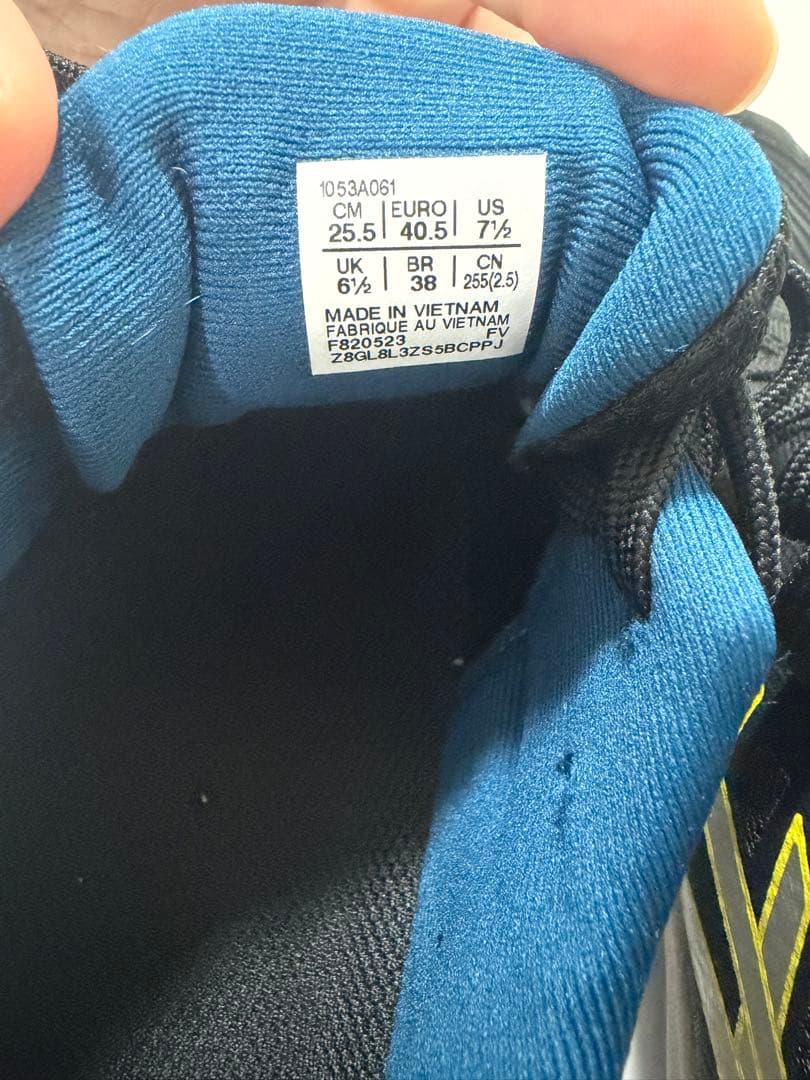 1053A061
CM EURO US
25.5 40.5 7½
UK BR CN
6½ 38 255(2.5)
MADE IN VIETNAM
FABRIQUE AU VIETNAM
F820523 FV
Z8GL8L3ZS5BCPPJ